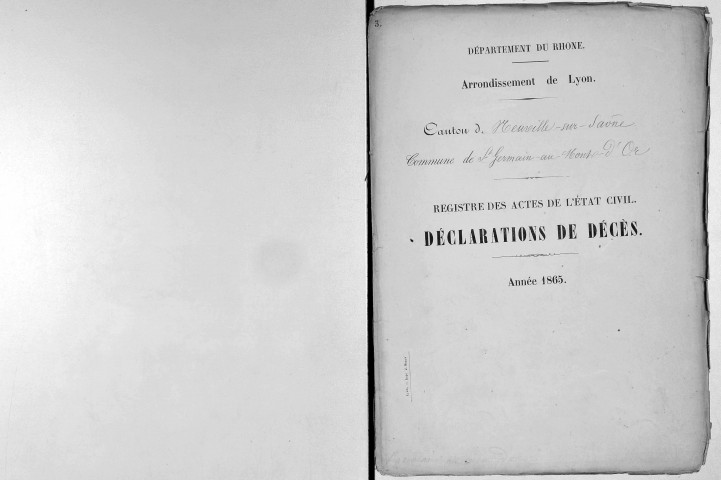 3.
DÉPARTEMENT DU RHONE.
Arrondissement de Lyon.
Canton d. Neuville-sur-Saône
Commune de St Germain au Mont-D'Or
REGISTRE DES ACTES DE L'ÉTAT CIVIL.
DÉCLARATIONS DE DÉCÈS.
Année 1865.